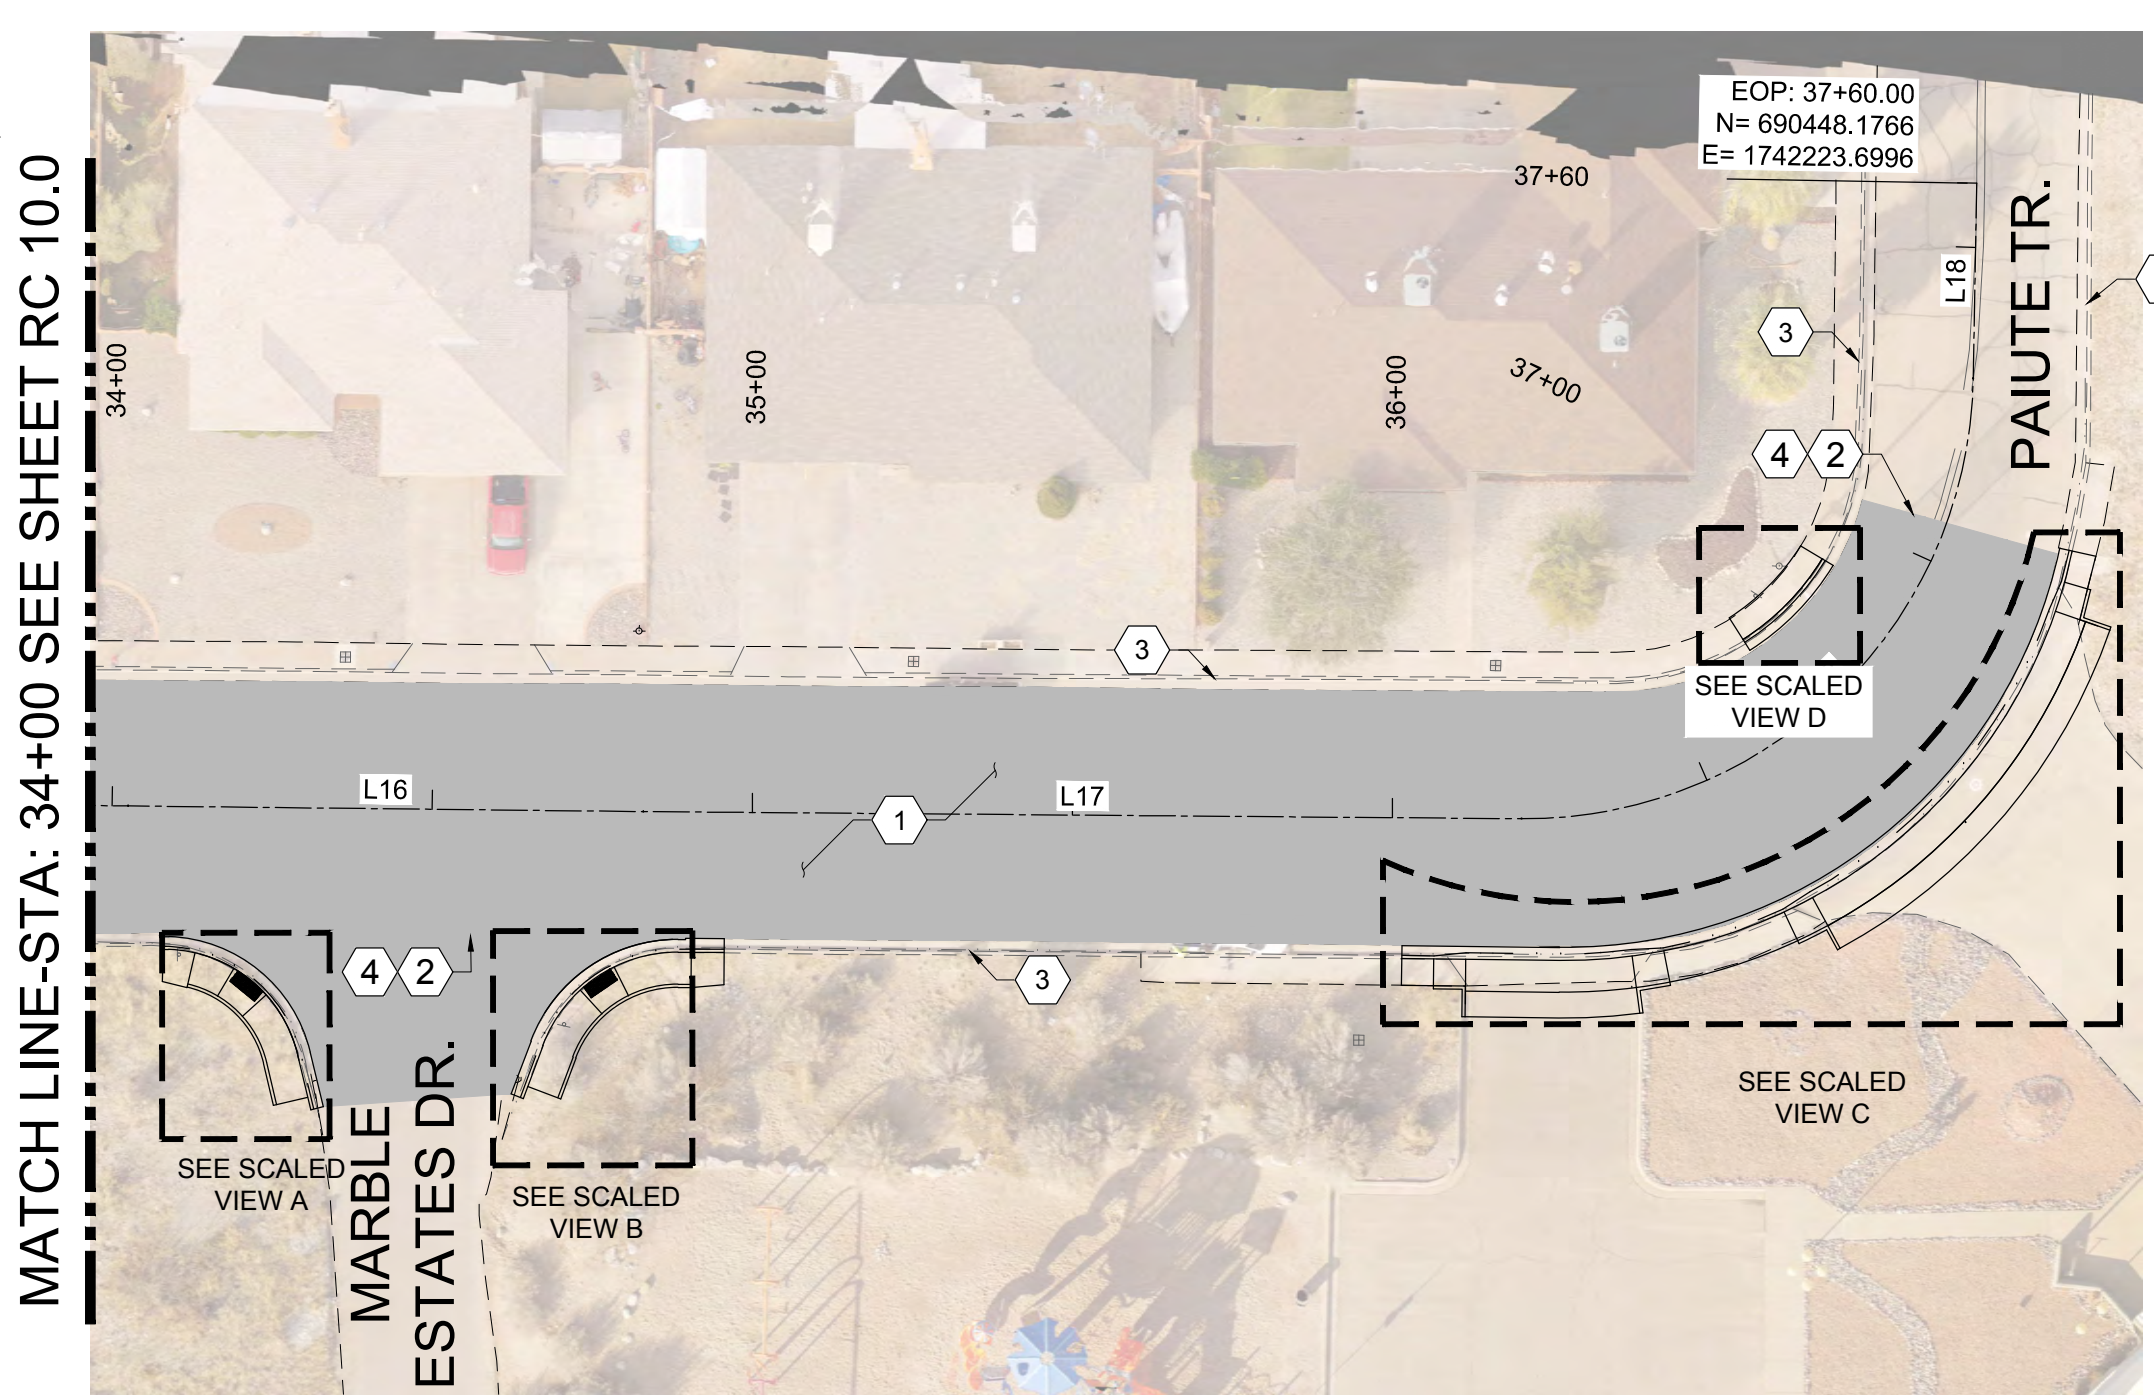 MATCH LINE-STA: 34+00 SEE SHEET RC 10.0
EOP: 37+60.00
N= 690448.1766
E= 1742223.6996
37+60
PAIUTE TR.
L18
3
34+00
35+00
36+00
37+00
4 2
3
SEE SCALED
VIEW D
L16
L17
1
4 2
3
MARBLE
ESTATES DR.
SEE SCALED
VIEW A
SEE SCALED
VIEW B
SEE SCALED
VIEW C